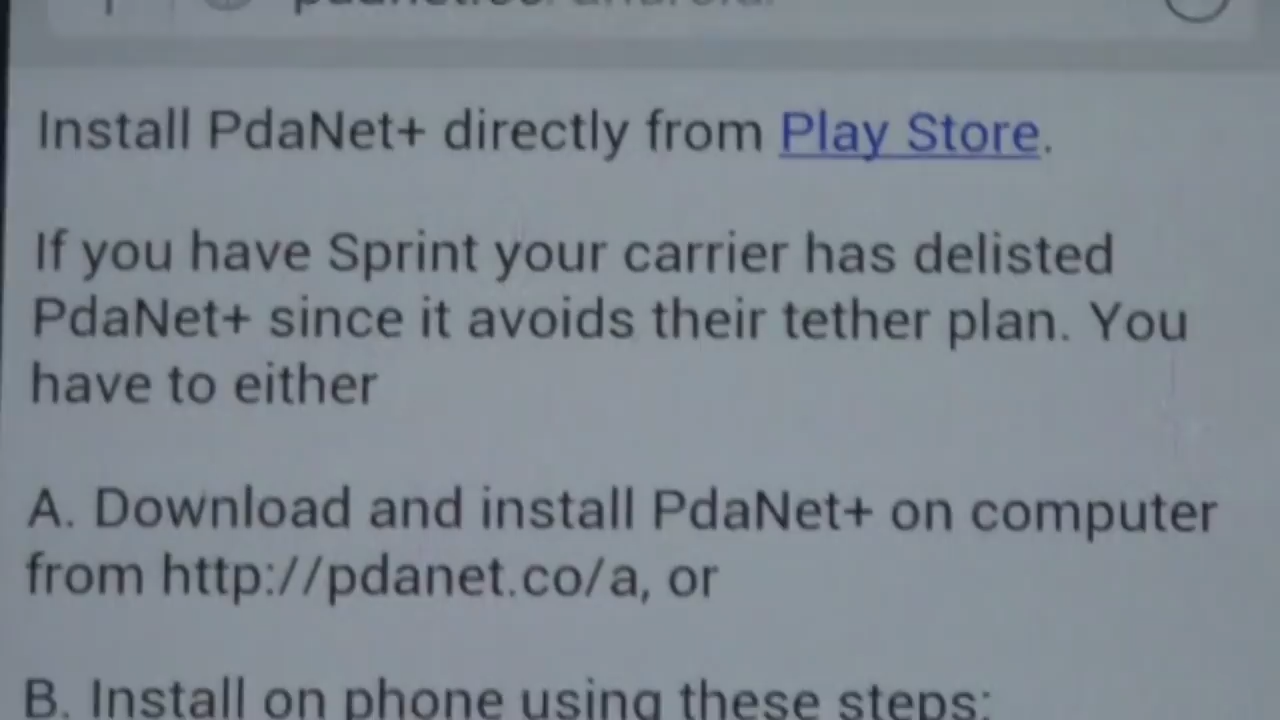 Install PdaNet+ directly from Play Store.
If you have Sprint your carrier has delisted
PdaNet+ since it avoids their tether plan. You
have to either
A. Download and install PdaNet+ on computer
from http://pdanet.co/a, or
B. Install on phone using these steps: